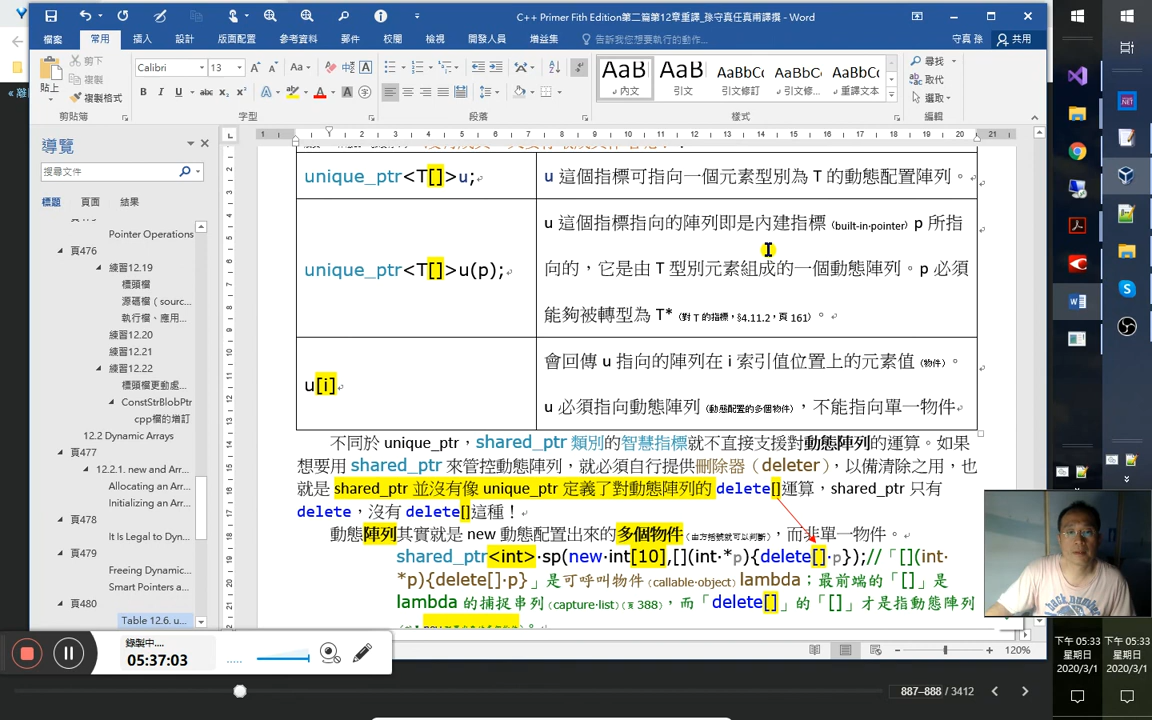 C++ Primer Fith Edition第二篇第12章重譯_孫守真任真甫譯撰 - Word
檔案 常用 插入 設計 版面配置 參考資料 郵件 校閱 檢視 開發人員 增益集 告訴我您想要執行的動作... 守真 孫 共用
貼上 剪下 複製 複製格式 剪貼簿
Calibri 13 字型
段落
AaBb AaBb AaBbCc AaBbCc AaBbCc
內文 引文 引文修訂 引文修... 重譯文本 樣式
尋找 取代 選取 編輯
導覽
搜尋文件
標題 頁面 結果
Pointer Operations
頁476
練習12.19
標頭檔
源碼檔（sourc...
執行檔、應用...
練習12.20
練習12.21
練習12.22
標頭檔更動處...
ConstStrBlobPtr
cpp檔的增訂
12.2 Dynamic Arrays
頁477
12.2.1. new and Arr...
Allocating an Arr...
Initializing an Arr...
頁478
It Is Legal to Dyn...
頁479
Freeing Dynamic...
Smart Pointers a...
頁480
Table 12.6. u...
unique_ptr<T[]>u; u 這個指標可指向一個元素型別為 T 的動態配置陣列。
unique_ptr<T[]>u(p); u 這個指標指向的陣列即是內建指標（built-in-pointer）p 所指
向的，它是由 T 型別元素組成的一個動態陣列。p 必須
能夠被轉型為 T*（對 T 的指標，§4.11.2，頁 161）。
u[i] 會回傳 u 指向的陣列在 i 索引值位置上的元素值（物件）。
u 必須指向動態陣列（動態配置的多個物件），不能指向單一物件
不同於 unique_ptr，shared_ptr 類別的智慧指標就不直接支援對動態陣列的運算。如果
想要用 shared_ptr 來管控動態陣列，就必須自行提供刪除器（deleter），以備清除之用，也
就是 shared_ptr 並沒有像 unique_ptr 定義了對動態陣列的 delete[]運算，shared_ptr 只有
delete，沒有 delete[]這種！
動態陣列其實就是 new 動態配置出來的多個物件（由方括號就可以判斷），而非單一物件。
shared_ptr<int> sp(new int[10],[](int *p){delete[] p});//「[](int
*p){delete[] p}」是可呼叫物件（callable object）lambda；最前端的「[]」是
lambda 的捕捉串列（capture list）（頁 388），而「delete[]」的「[]」才是指動態陣列
120%
錄製中....
05:37:03
887–888 / 3412
下午 05:33
星期日
2020/3/1
下午 05:33
星期日
2020/3/1